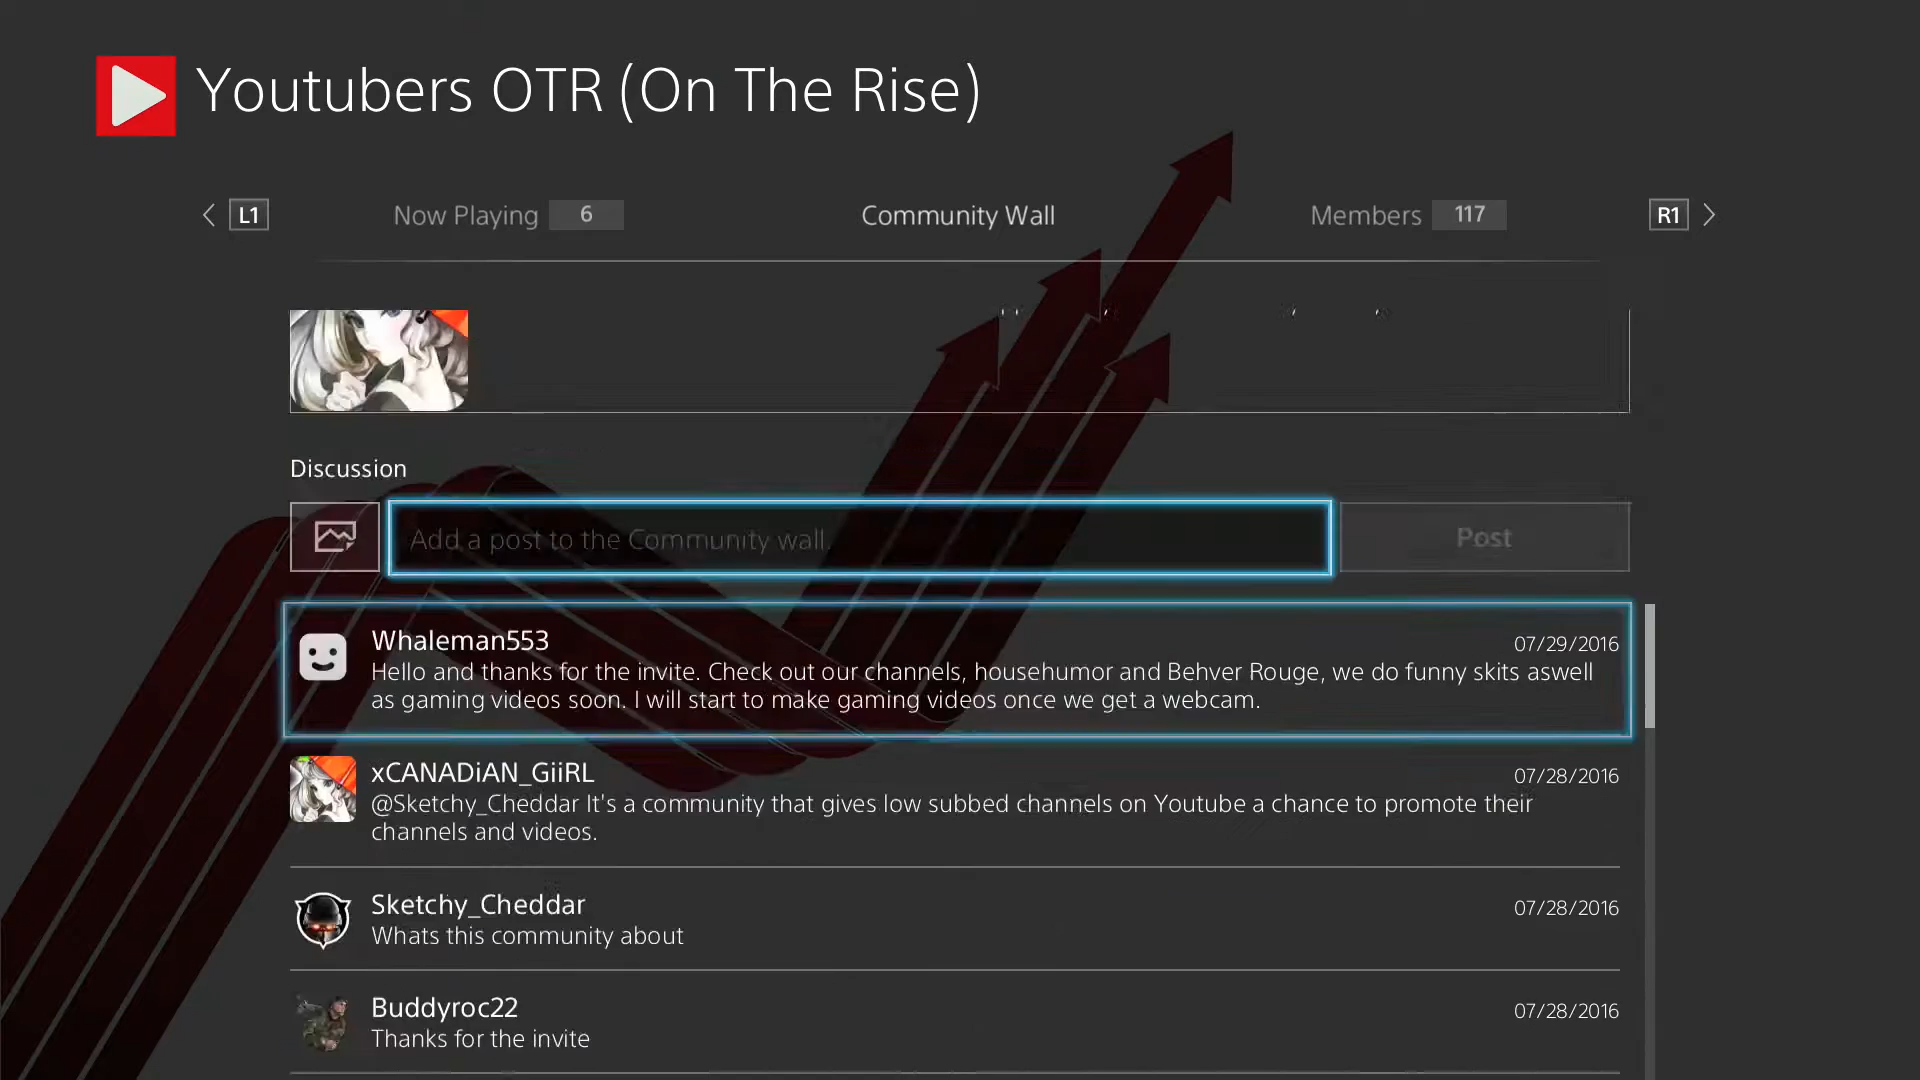 Youtubers OTR (On The Rise)
L1
Now Playing 6
Community Wall
Members 117
R1
Discussion
Add a post to the Community wall.
Post
Whaleman553
07/29/2016
Hello and thanks for the invite. Check out our channels, househumor and Behver Rouge, we do funny skits aswell
as gaming videos soon. I will start to make gaming videos once we get a webcam.
xCANADiAN_GiiRL
07/28/2016
@Sketchy_Cheddar It's a community that gives low subbed channels on Youtube a chance to promote their
channels and videos.
Sketchy_Cheddar
07/28/2016
Whats this community about
Buddyroc22
07/28/2016
Thanks for the invite